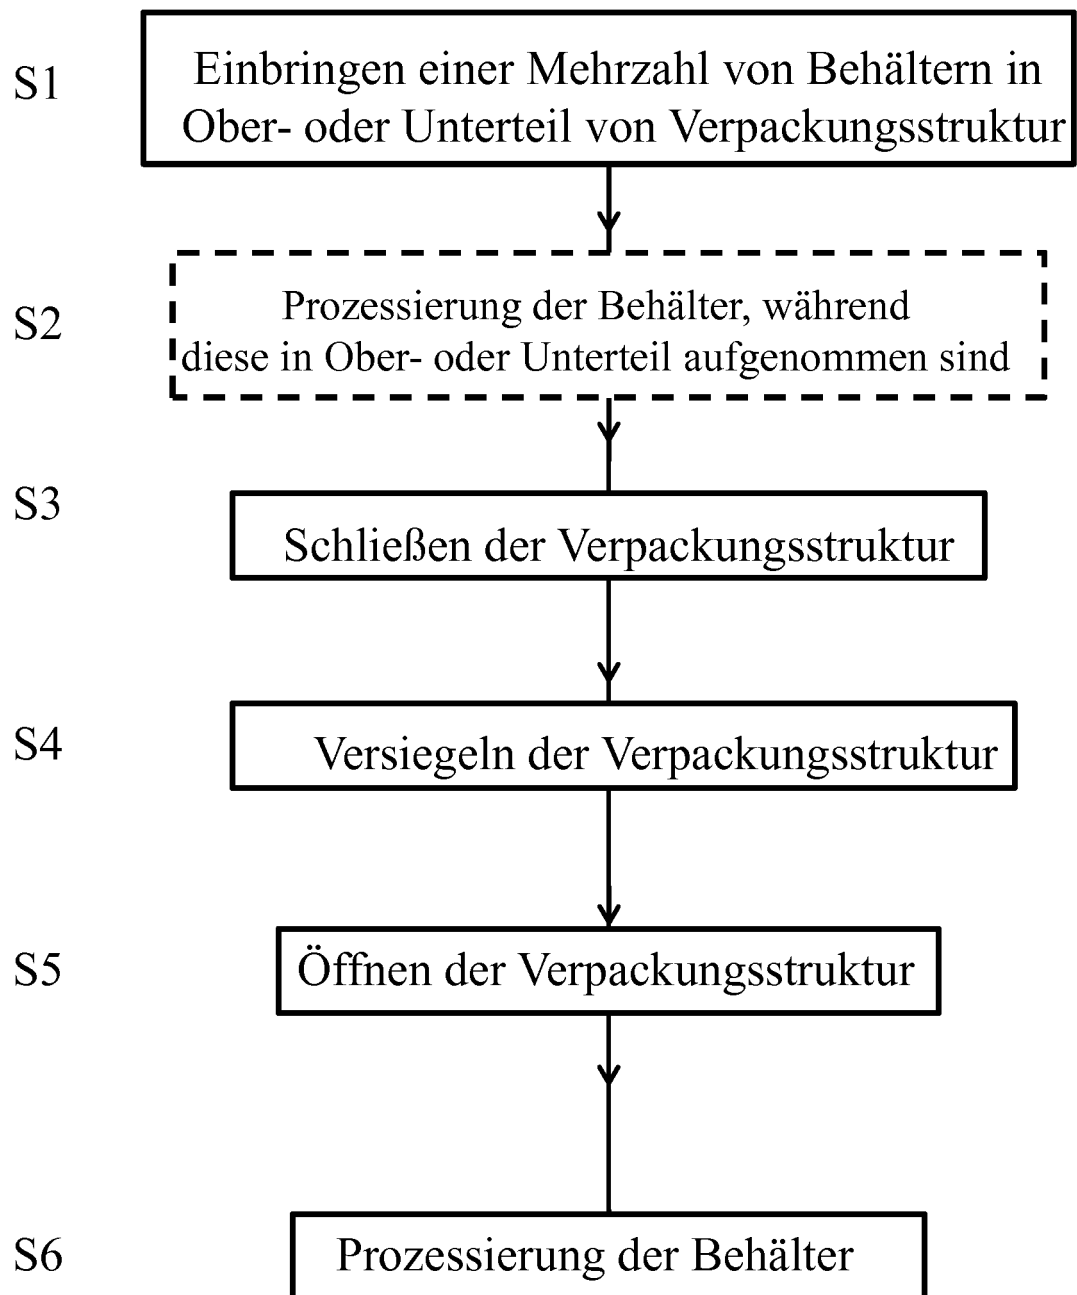 S1
Einbringen einer Mehrzahl von Behältern in
Ober- oder Unterteil von Verpackungsstruktur
S2
Prozessierung der Behälter, während
diese in Ober- oder Unterteil aufgenommen sind
S3
Schließen der Verpackungsstruktur
S4
Versiegeln der Verpackungsstruktur
S5
Öffnen der Verpackungsstruktur
S6
Prozessierung der Behälter